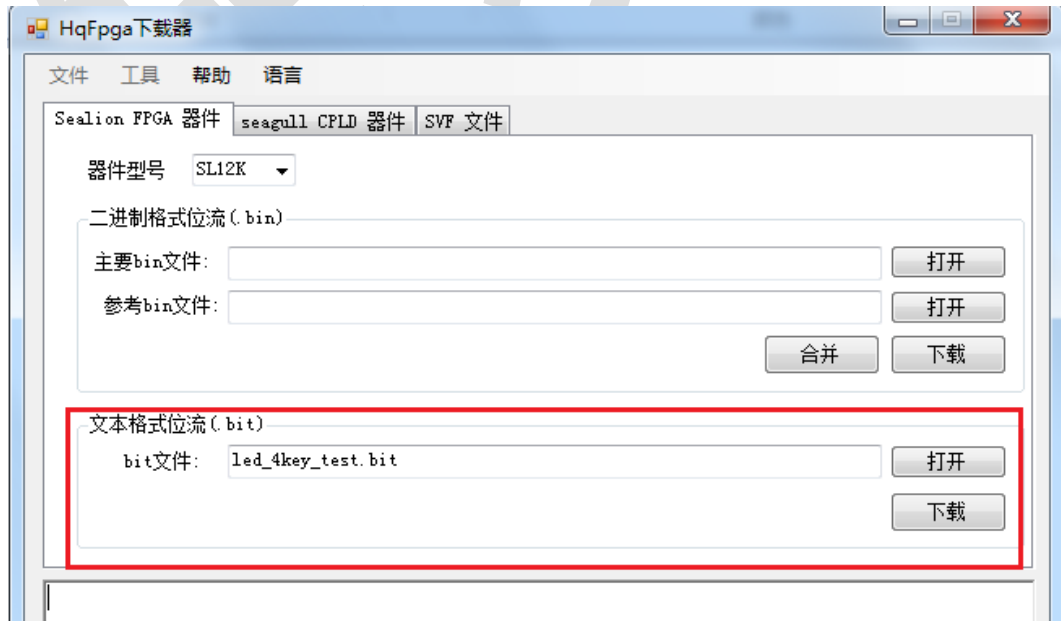 HqFpga下载器
文件 工具 帮助 语言
Sealion FPGA 器件 seagull CPLD 器件 SVF 文件
器件型号 SL12K
二进制格式位流(.bin)
主要bin文件: 打开
参考bin文件: 打开
合并 下载
文本格式位流(.bit)
bit文件: led_4key_test.bit 打开
下载